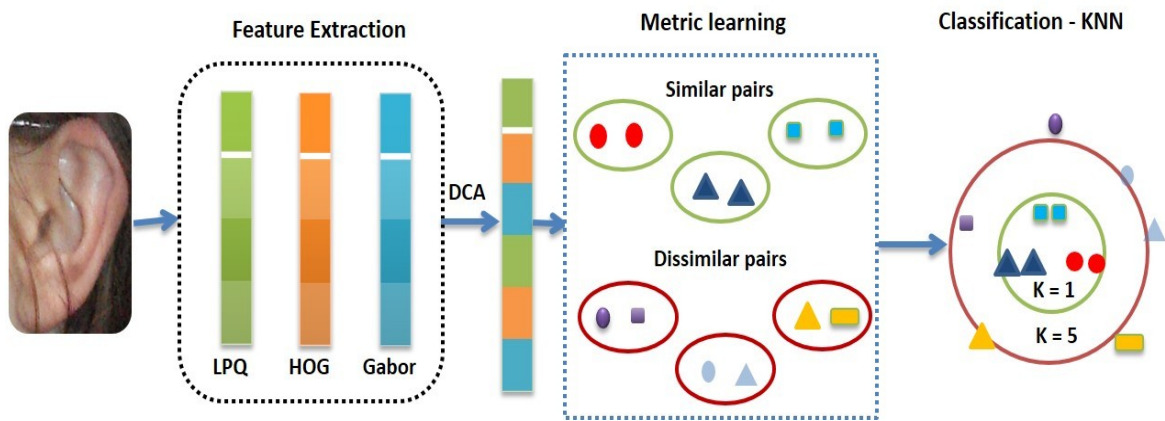 Feature Extraction
Metric learning
Classification - KNN
LPQ
HOG
Gabor
DCA
Similar pairs
Dissimilar pairs
K = 1
K = 5